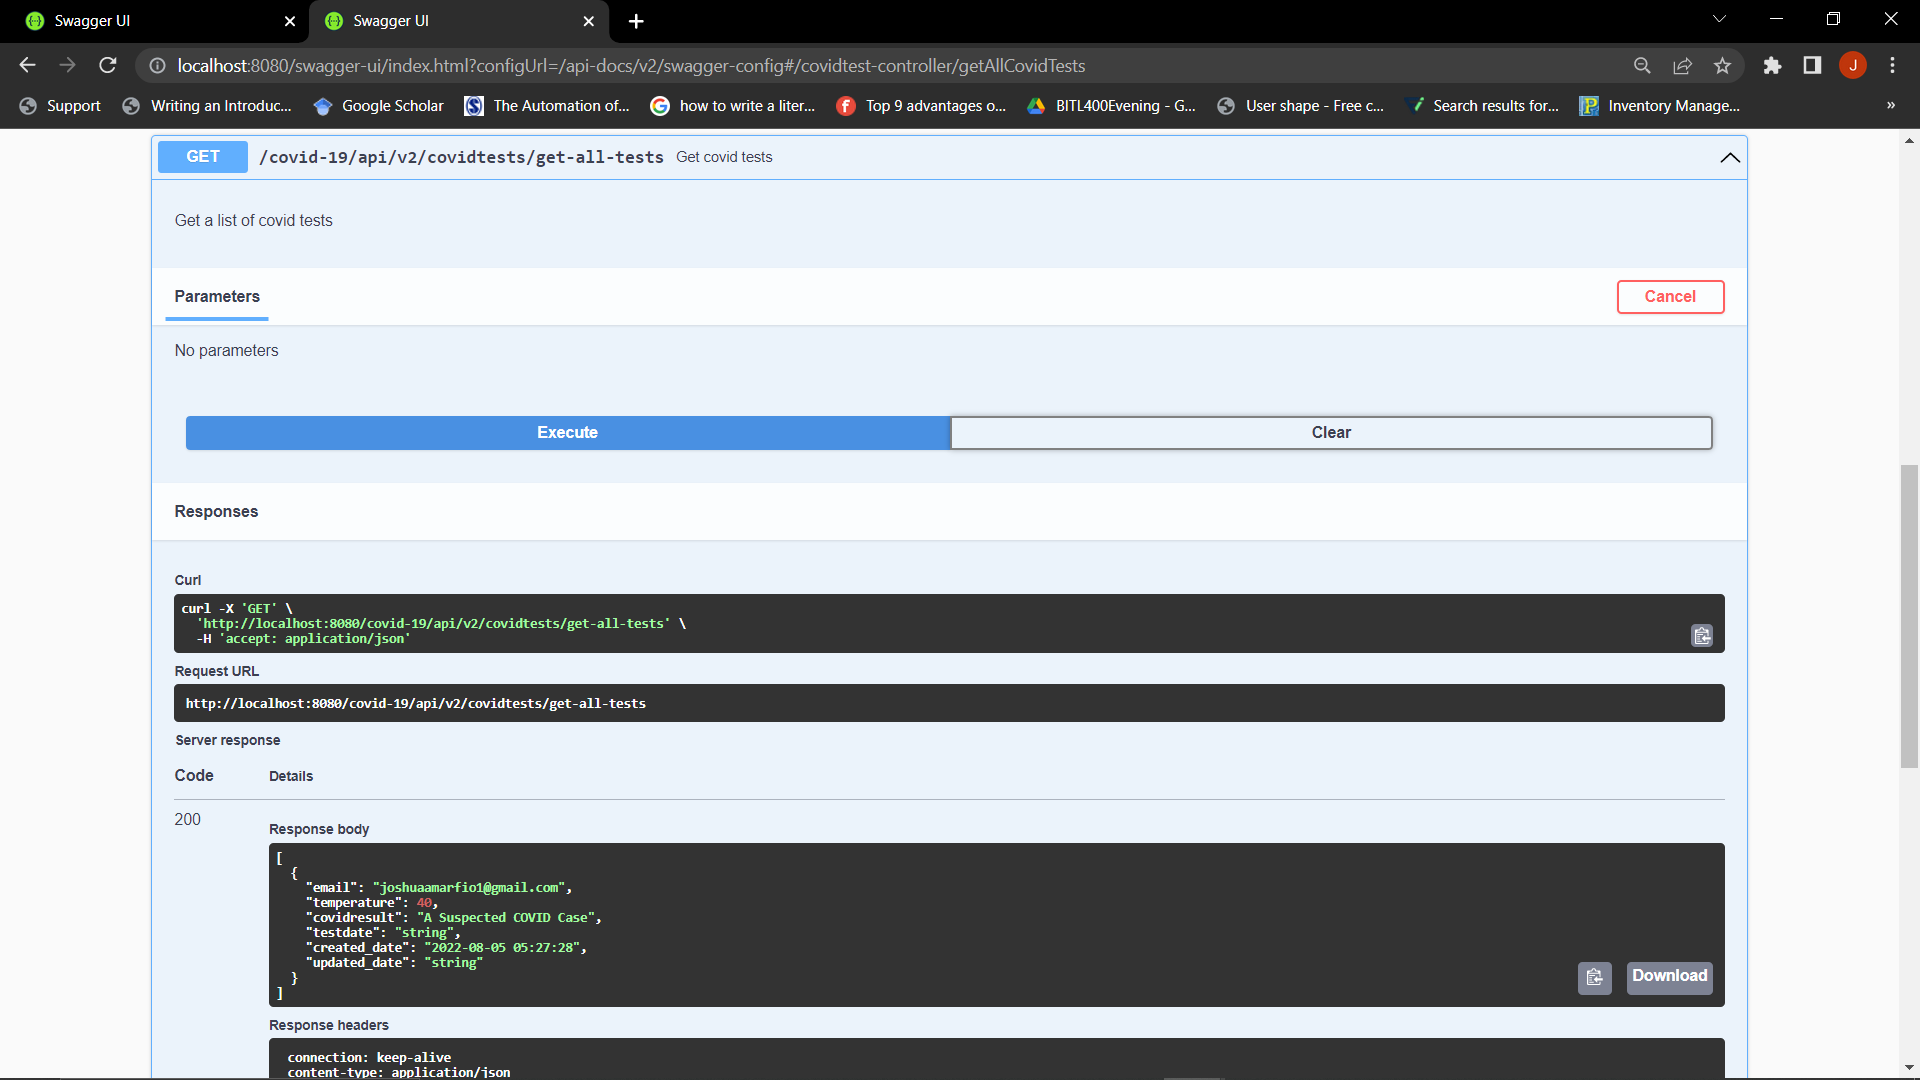 Swagger UI
Swagger UI
localhost:8080/swagger-ui/index.html?configUrl=/api-docs/v2/swagger-config#/covidtest-controller/getAllCovidTests
J
Support
Writing an Introduc...
Google Scholar
The Automation of...
how to write a liter...
Top 9 advantages o...
BITL400Evening - G...
User shape - Free c...
Search results for...
Inventory Manage...
»
GET /covid-19/api/v2/covidtests/get-all-tests Get covid tests
Get a list of covid tests
Parameters
Cancel
No parameters
Execute
Clear
Responses
Curl
curl -X 'GET' \
'http://localhost:8080/covid-19/api/v2/covidtests/get-all-tests' \
-H 'accept: application/json'
Request URL
http://localhost:8080/covid-19/api/v2/covidtests/get-all-tests
Server response
Code Details
200
Response body
[
{
"email": "joshuaamarfio1@gmail.com",
"temperature": 40,
"covidresult": "A Suspected COVID Case",
"testdate": "string",
"created_date": "2022-08-05 05:27:28",
"updated_date": "string"
}
]
Download
Response headers
connection: keep-alive
content-type: application/json